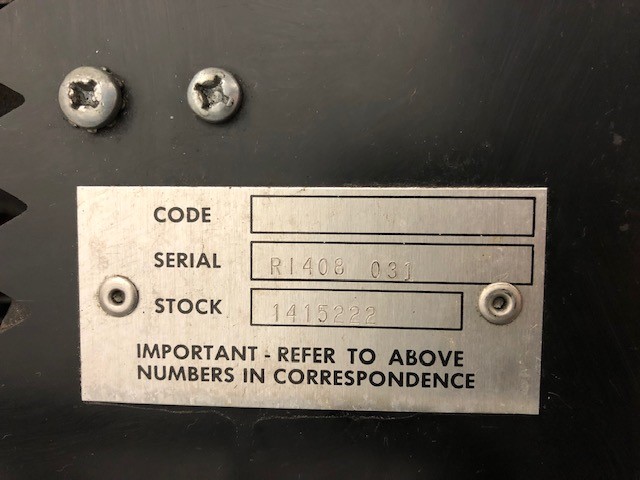 CODE
SERIAL R1408 031
STOCK 1415222
IMPORTANT - REFER TO ABOVE
NUMBERS IN CORRESPONDENCE